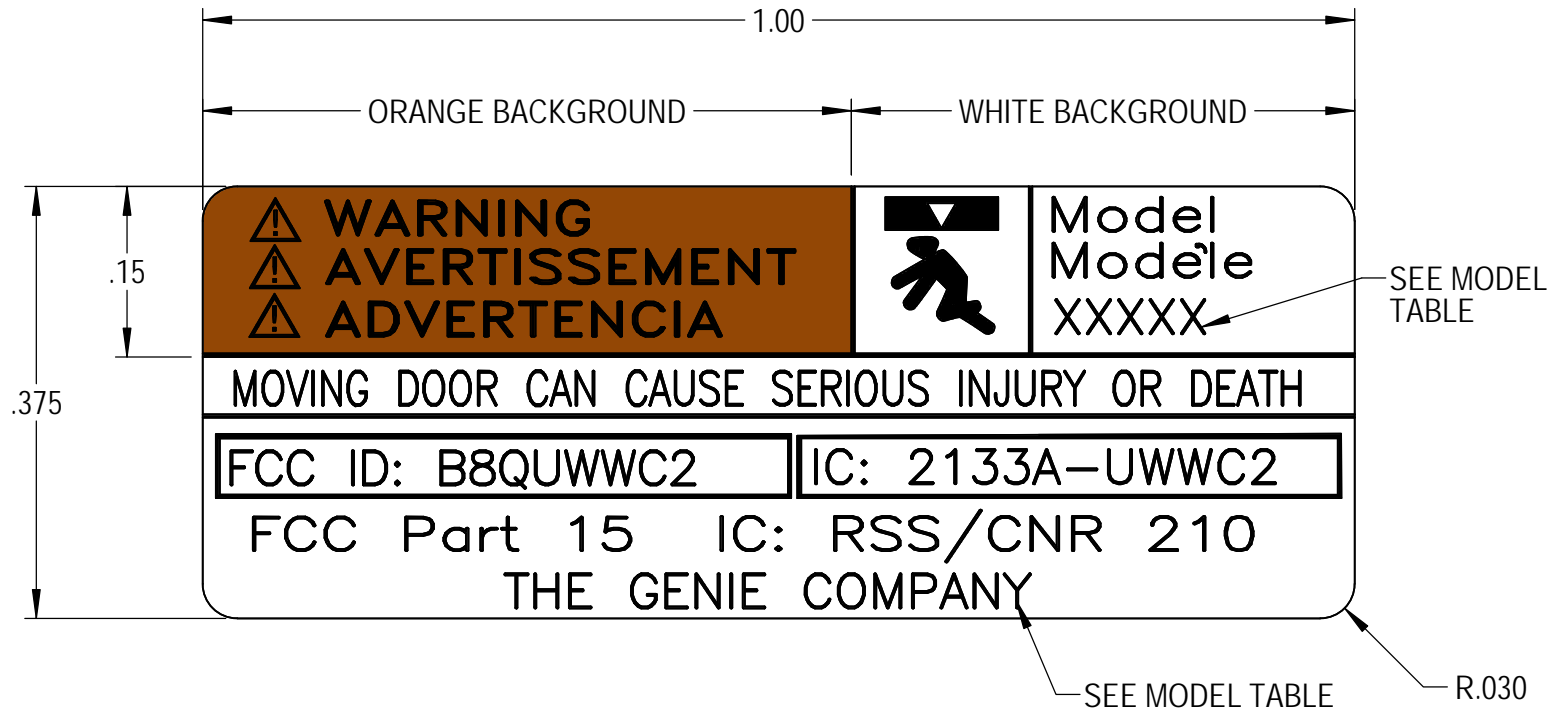 1.00
ORANGE BACKGROUND WHITE BACKGROUND
WARNING
AVERTISSEMENT
ADVERTENCIA
Model
Modèle
XXXXX
SEE MODEL
TABLE
.15
.375
MOVING DOOR CAN CAUSE SERIOUS INJURY OR DEATH
FCC ID: B8QUWWC2 IC: 2133A-UWWC2
FCC Part 15 IC: RSS/CNR 210
THE GENIE COMPANY
SEE MODEL TABLE
R.030